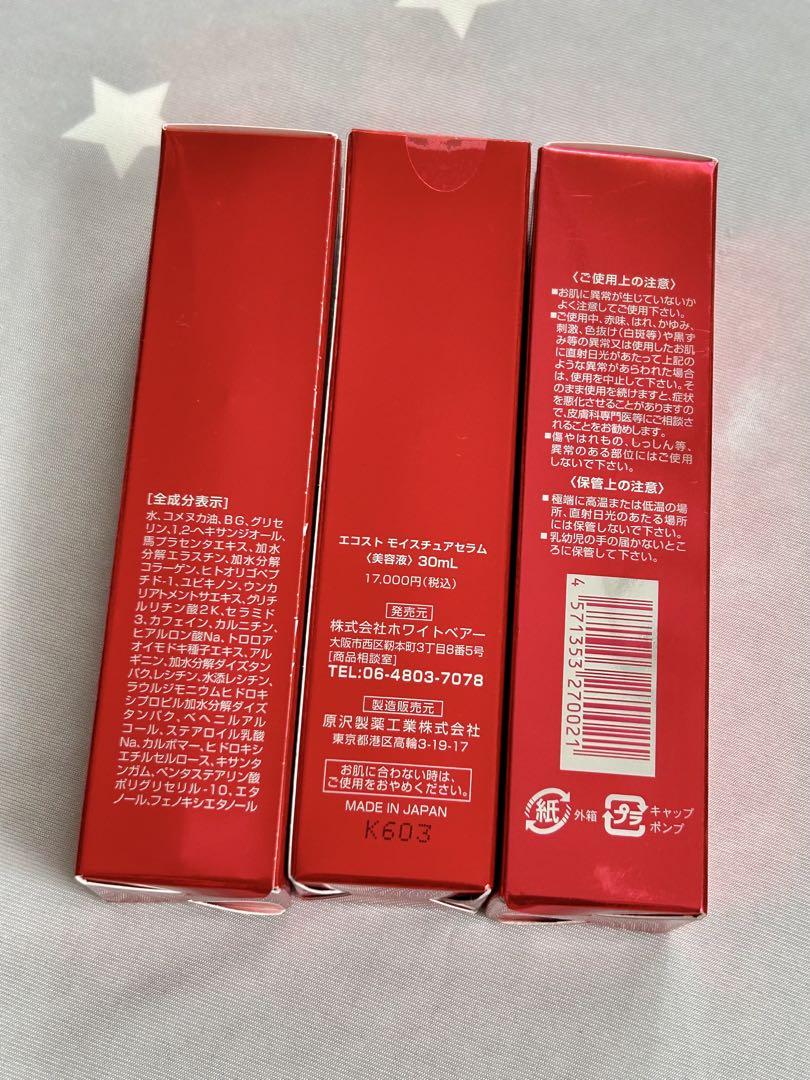 [全成分表示]
水、コメヌカ油、BG、グリセ
リン、1,2-ヘキサンジオール、
馬プラセンタエキス、加水
分解エラスチン、加水分解
コラーゲン、ヒトオリゴペプ
チド-1、ユビキノン、ウンカ
リアトメントサエキス、グリチ
ルリチン酸2K、セラミド
3、カフェイン、カルニチン、
ヒアルロン酸Na、トロロア
オイモドキ種子エキス、アル
ギニン、加水分解ダイズタン
パク、レシチン、水添レシチン、
ラウルジモニウムヒドロキ
シプロピル加水分解ダイズ
タンパク、ベヘニルアル
コール、ステアロイル乳酸
Na、カルボマー、ヒドロキシ
エチルセルロース、キサンタ
ンガム、ペンタステアリン酸
ポリグリセリル-10、エタ
ノール、フェノキシエタノール
エコスト モイスチュアセラム
〈美容液〉 30mL
17.000円(税込)
発売元
株式会社ホワイトベアー
大阪市西区靭本町3丁目8番5号
[商品相談室]
TEL:06-4803-7078
製造販売元
原沢製薬工業株式会社
東京都港区高輪3-19-17
お肌に合わない時は、
ご使用をおやめください。
MADE IN JAPAN
K603
〈ご使用上の注意〉
■お肌に異常が生じていないか
よく注意してご使用下さい。
■ご使用中、赤味、はれ、かゆみ、
刺激、色抜け(白斑等)や黒ず
み等の異常又は使用したお肌
に直射日光があたって上記の
ような異常があらわれた場合
は、使用を中止して下さい。そ
のまま使用を続けますと、症状
を悪化させることがありますの
で、皮膚科専門医等にご相談さ
れることをお勧めします。
■傷やはれもの、しっしん等、
異常のある部位にはご使用
しないで下さい。
〈保管上の注意〉
■極端に高温または低温の場
所、直射日光のあたる場所
には保管しないで下さい。
■乳幼児の手の届かないとこ
ろに保管して下さい。
4 571353 270021
紙 外箱 プラ キャップ
ポンプ